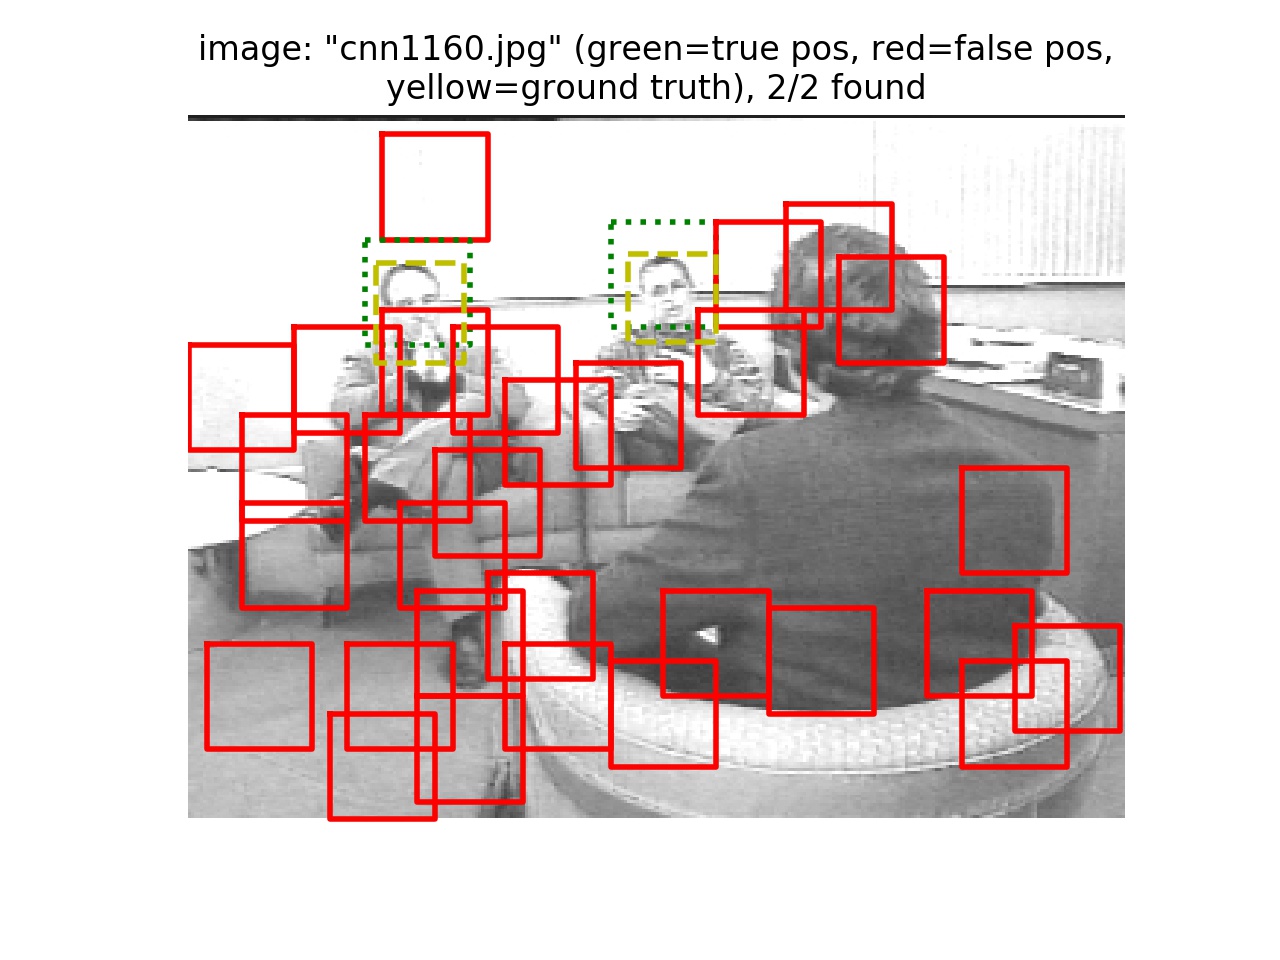 image: "cnn1160.jpg" (green=true pos, red=false pos,
yellow=ground truth), 2/2 found